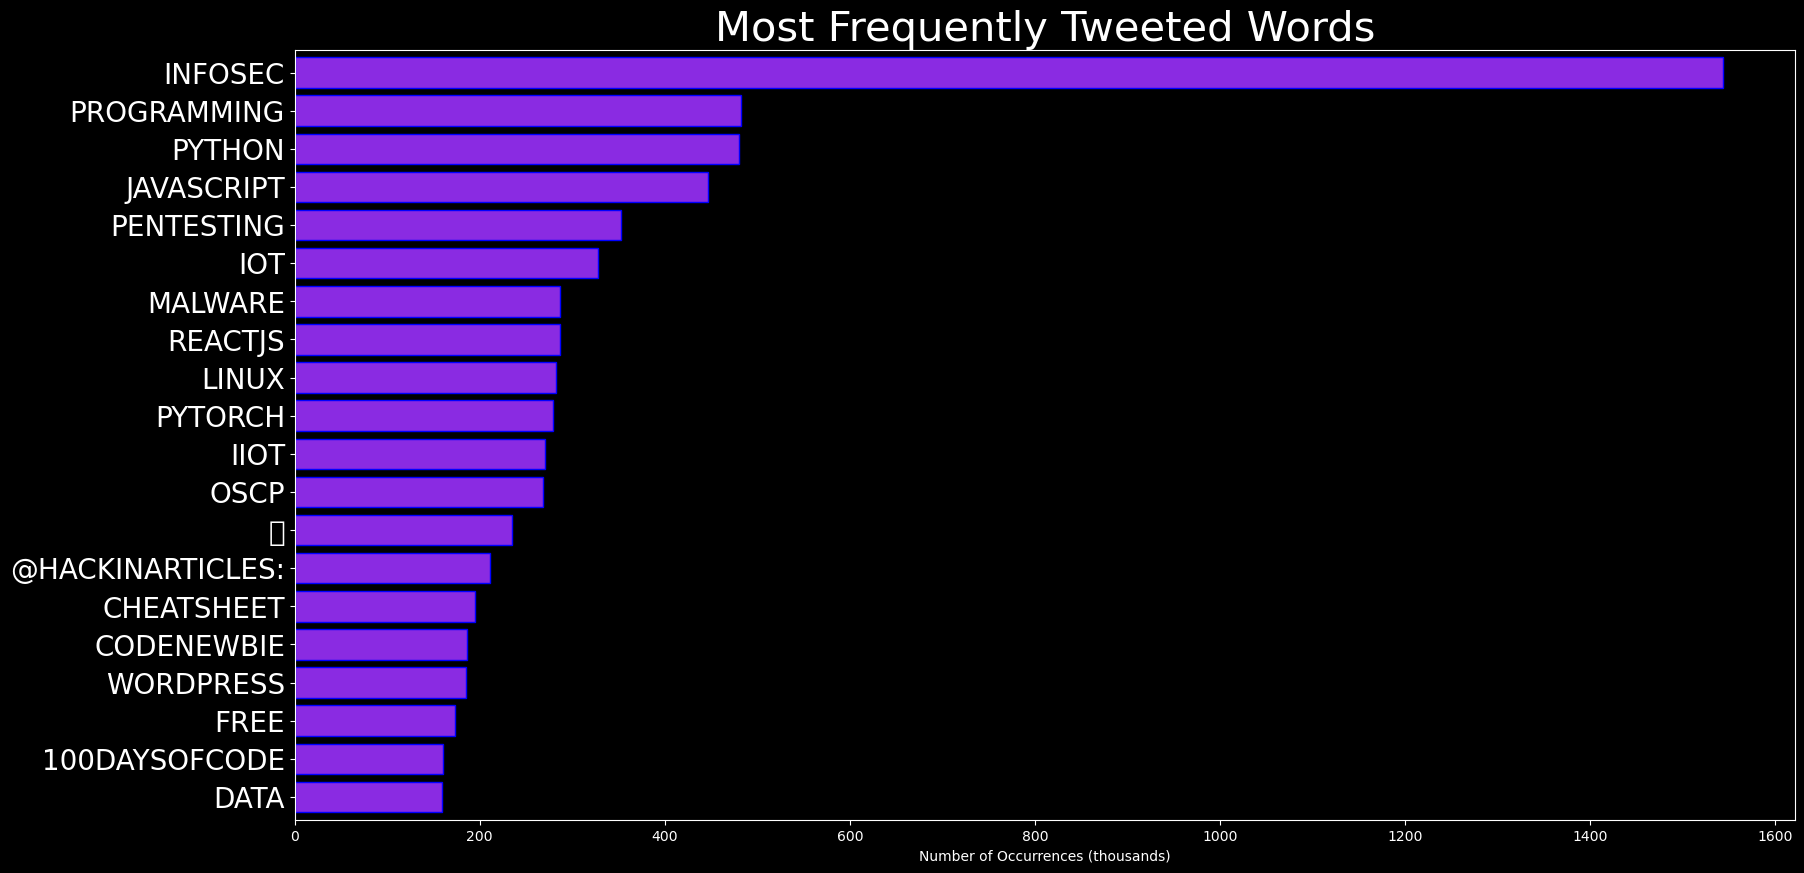 Most Frequently Tweeted Words
INFOSEC
PROGRAMMING
PYTHON
JAVASCRIPT
PENTESTING
IOT
MALWARE
REACTJS
LINUX
PYTORCH
IIOT
OSCP
@HACKINARTICLES:
CHEATSHEET
CODENEWBIE
WORDPRESS
FREE
100DAYSOFCODE
DATA
0 200 400 600 800 1000 1200 1400 1600
Number of Occurrences (thousands)